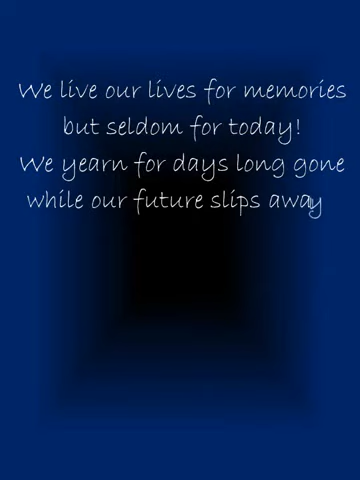 We live our lives for memories
but seldom for today!
We yearn for days long gone
while our future slips away